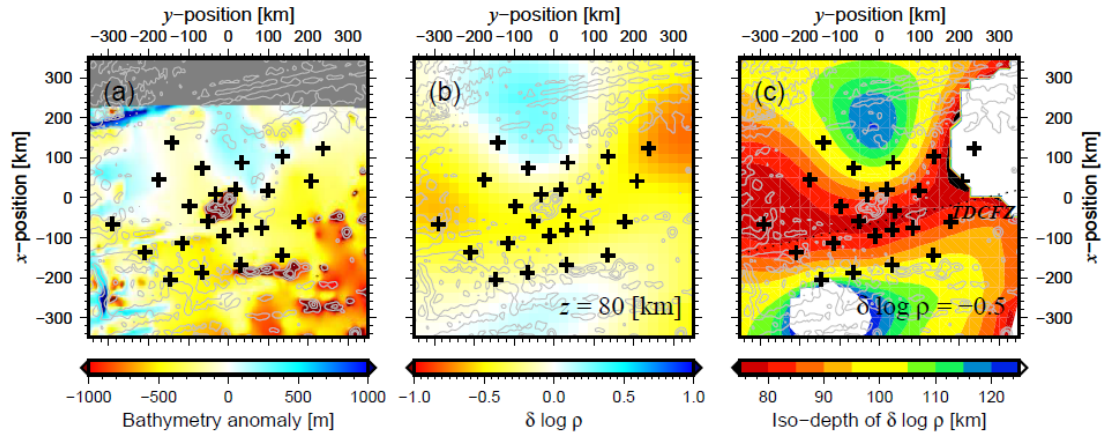 y-position [km] y-position [km] y-position [km]
−300 −200 −100 0 100 200 300 −300 −200 −100 0 100 200 300 −300 −200 −100 0 100 200 300
x-position [km]
300
200
100
0
−100
−200
−300
(a)
(b)
z = 80 [km]
(c)
TDCFZ
δ log ρ = −0.5
300
200
100
0
−100
−200
−300
x-position [km]
−1000 −500 0 500 1000 −1.0 −0.5 0.0 0.5 1.0 80 90 100 110 120
Bathymetry anomaly [m] δ log ρ Iso-depth of δ log ρ [km]